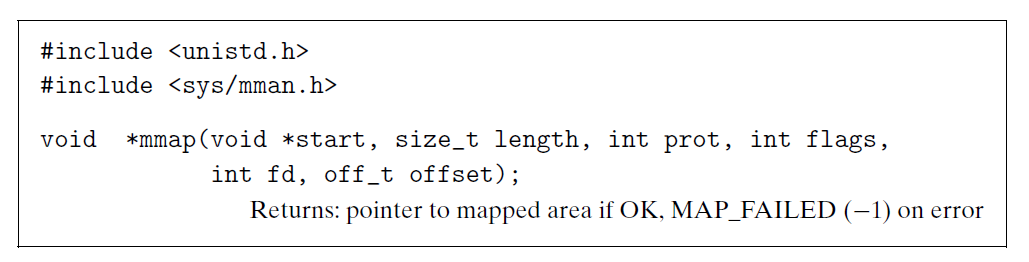 #include <unistd.h>
#include <sys/mman.h>
void *mmap(void *start, size_t length, int prot, int flags,
int fd, off_t offset);
Returns: pointer to mapped area if OK, MAP_FAILED (−1) on error